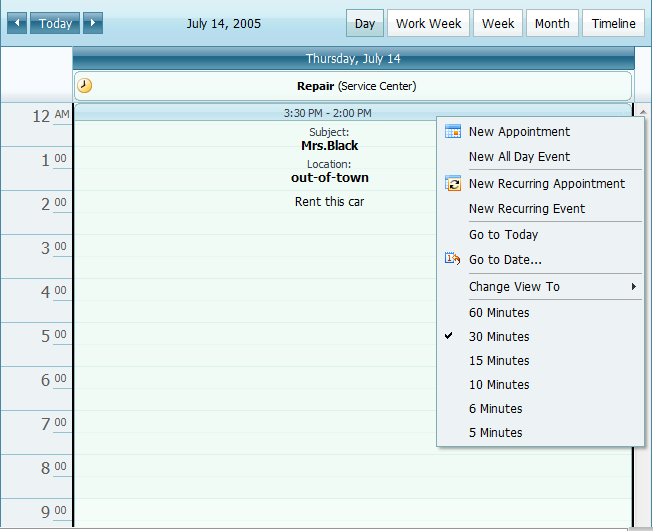 Today July 14, 2005 Day Work Week Week Month Timeline
Thursday, July 14
Repair (Service Center)
3:30 PM - 2:00 PM
Subject:
Mrs.Black
Location:
out-of-town
Rent this car
12 AM
1 00
2 00
3 00
4 00
5 00
6 00
7 00
8 00
9 00
New Appointment
New All Day Event
New Recurring Appointment
New Recurring Event
Go to Today
Go to Date...
Change View To
60 Minutes
30 Minutes
15 Minutes
10 Minutes
6 Minutes
5 Minutes